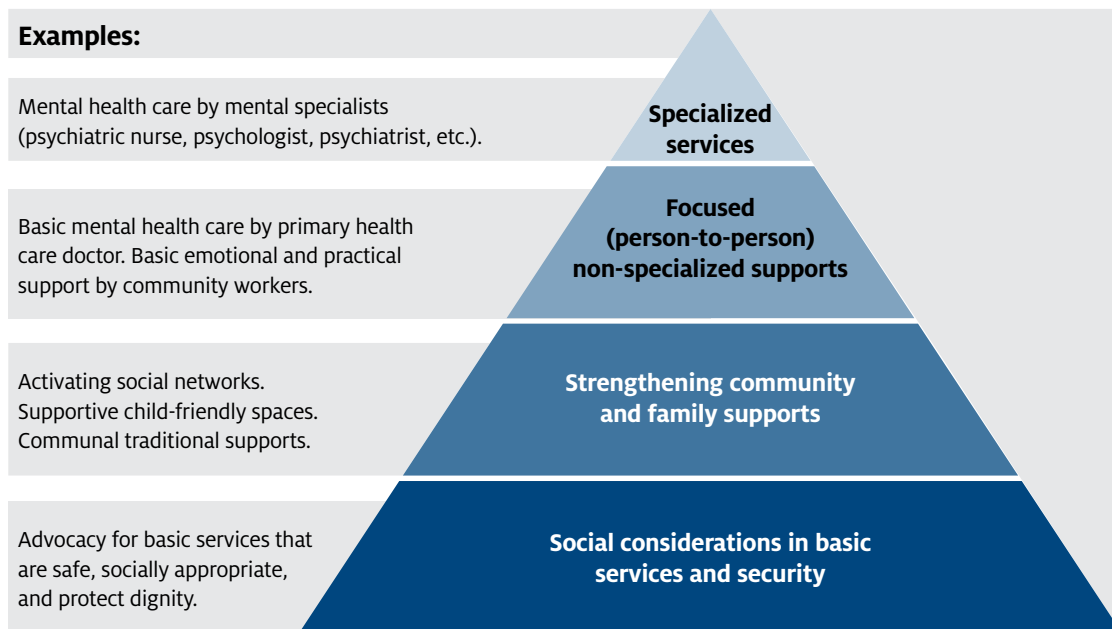 Examples:
Mental health care by mental specialists
(psychiatric nurse, psychologist, psychiatrist, etc.).
Specialized
services
Basic mental health care by primary health
care doctor. Basic emotional and practical
support by community workers.
Focused
(person-to-person)
non-specialized supports
Activating social networks.
Supportive child-friendly spaces.
Communal traditional supports.
Strengthening community
and family supports
Advocacy for basic services that
are safe, socially appropriate,
and protect dignity.
Social considerations in basic
services and security